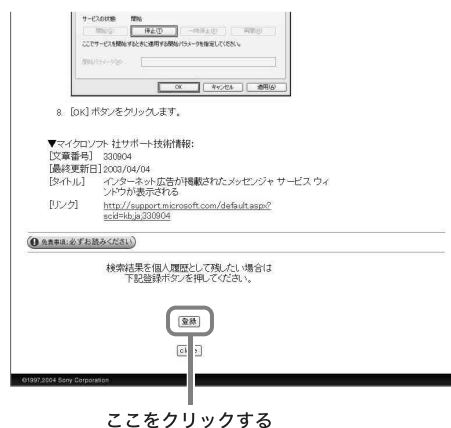 サービスの状態 開始
開始(S) 停止(T) 一時停止(P) 再開(R)
ここでサービスを開始するときに適用する開始パラメータを指定してください。
開始パラメータ(M):
OK キャンセル 適用(A)
8. [OK]ボタンをクリックします。
▼マイクロソフト 社サポート技術情報:
[文章番号] 330904
[最終更新日] 2003/04/04
[タイトル] インターネット広告が掲載されたメッセンジャ サービス ウィ
ンドウが表示される
[リンク] http://support.microsoft.com/default.aspx?
scid=kb;ja;330904
免責事項:必ずお読みください
検索結果を個人履歴として残したい場合は
下記登録ボタンを押してください。
登録
©1997,2004 Sony Corporation
ここをクリックする